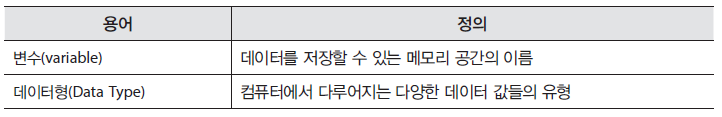 용어 정의
변수(variable) 데이터를 저장할 수 있는 메모리 공간의 이름
데이터형(Data Type) 컴퓨터에서 다루어지는 다양한 데이터 값들의 유형